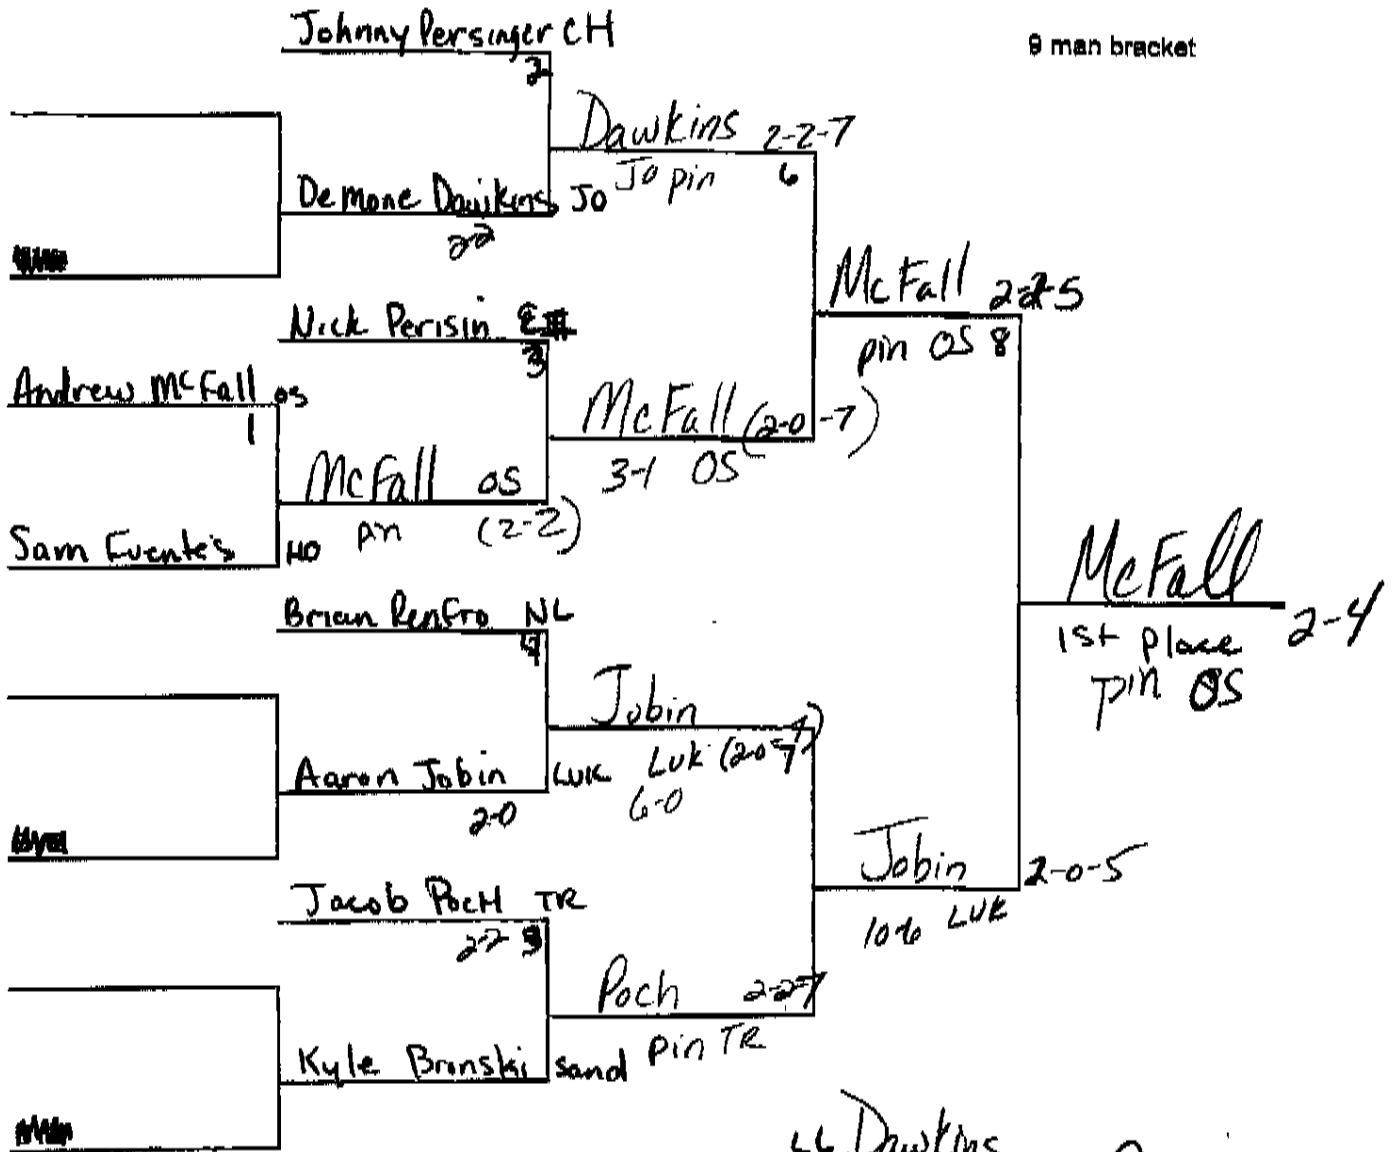 Johnny Persinger CH
9 man bracket
2
Dawkins 2-2-7
Jo pin 6
Demone Dawikins JO
22
McFall 2-2-5
pin OS 8
Nick Perisin
3
Andrew McFall OS
1
McFall (2-0-7)
3-1 OS
McFall OS
pn (2-2)
Sam Fuentes HO
McFall
2-4
1st place
pin OS
Brian Renfro NL
Jobin
Luk (2-0-7)
6-0
Aaron Jobin LUK
2-0
Jobin 2-0-5
10-6 LUK
Jacob PocH TR
2-2
Poch 2-2-7
pin TR
Kyle Bronski sand
LL Dawkins